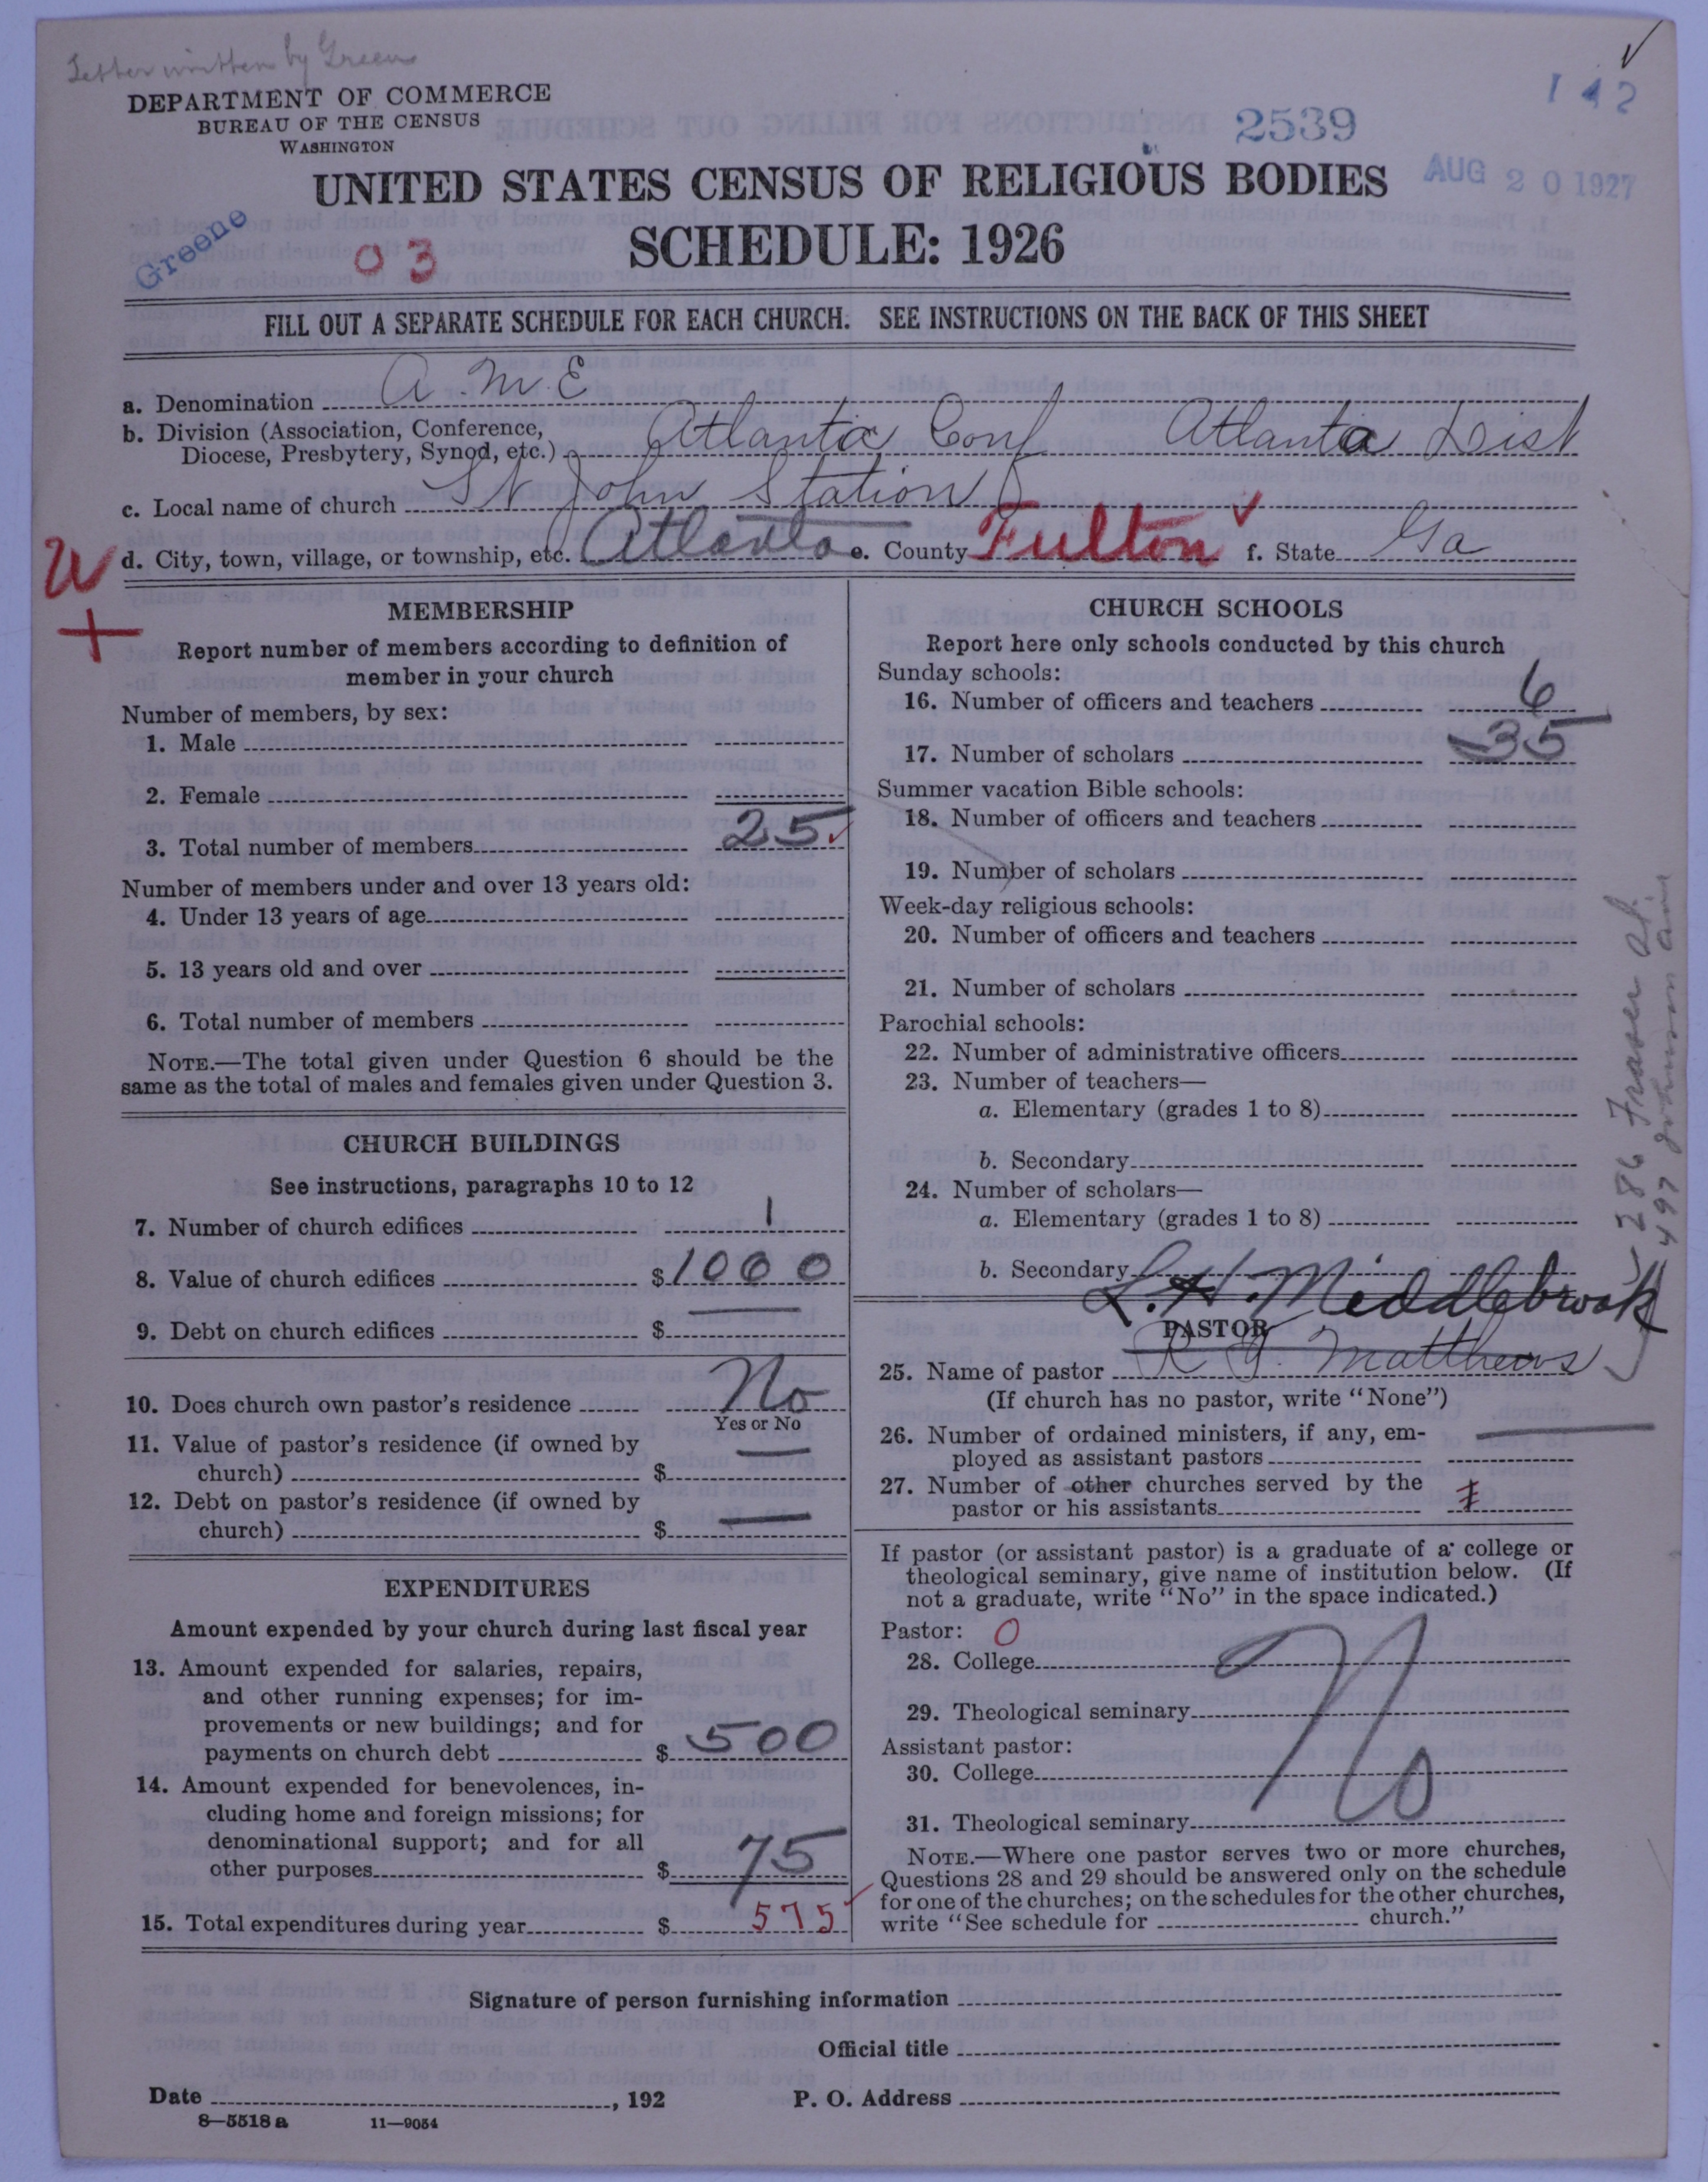 Letter written by Greene
DEPARTMENT OF COMMERCE
BUREAU OF THE CENSUS
WASHINGTON
2539
142
AUG 20 1927
UNITED STATES CENSUS OF RELIGIOUS BODIES
SCHEDULE: 1926
Greene
03
FILL OUT A SEPARATE SCHEDULE FOR EACH CHURCH. SEE INSTRUCTIONS ON THE BACK OF THIS SHEET
a. Denomination A. M. E
b. Division (Association, Conference,
Diocese, Presbytery, Synod, etc.) Atlanta Conf Atlanta Dist
c. Local name of church St John Station
d. City, town, village, or township, etc. Atlanta e. County Fulton f. State Ga
MEMBERSHIP
Report number of members according to definition of
member in your church
Number of members, by sex:
1. Male
2. Female
3. Total number of members 25
Number of members under and over 13 years old:
4. Under 13 years of age
5. 13 years old and over
6. Total number of members
NOTE.—The total given under Question 6 should be the
same as the total of males and females given under Question 3.
CHURCH BUILDINGS
See instructions, paragraphs 10 to 12
7. Number of church edifices 1
8. Value of church edifices $ 1000
9. Debt on church edifices $
10. Does church own pastor's residence No
Yes or No
11. Value of pastor's residence (if owned by
church) $
12. Debt on pastor's residence (if owned by
church) $
EXPENDITURES
Amount expended by your church during last fiscal year
13. Amount expended for salaries, repairs,
and other running expenses; for im-
provements or new buildings; and for
payments on church debt $ 500
14. Amount expended for benevolences, in-
cluding home and foreign missions; for
denominational support; and for all
other purposes $ 75
15. Total expenditures during year $ 575
CHURCH SCHOOLS
Report here only schools conducted by this church
Sunday schools:
16. Number of officers and teachers 6
17. Number of scholars 35
Summer vacation Bible schools:
18. Number of officers and teachers
19. Number of scholars
Week-day religious schools:
20. Number of officers and teachers
21. Number of scholars
Parochial schools:
22. Number of administrative officers
23. Number of teachers—
a. Elementary (grades 1 to 8)
b. Secondary
24. Number of scholars—
a. Elementary (grades 1 to 8)
b. Secondary
L. H. Middlebrook
PASTOR
25. Name of pastor R J. Matthews
(If church has no pastor, write "None")
26. Number of ordained ministers, if any, em-
ployed as assistant pastors
27. Number of other churches served by the
pastor or his assistants
If pastor (or assistant pastor) is a graduate of a college or
theological seminary, give name of institution below. (If
not a graduate, write "No" in the space indicated.)
Pastor: 0
28. College
29. Theological seminary
No
Assistant pastor:
30. College
31. Theological seminary
NOTE.—Where one pastor serves two or more churches,
Questions 28 and 29 should be answered only on the schedule
for one of the churches; on the schedules for the other churches,
write "See schedule for church."
286 Fraser St.
497
Signature of person furnishing information
Official title
Date , 192 P. O. Address
8—5518 a 11—9054